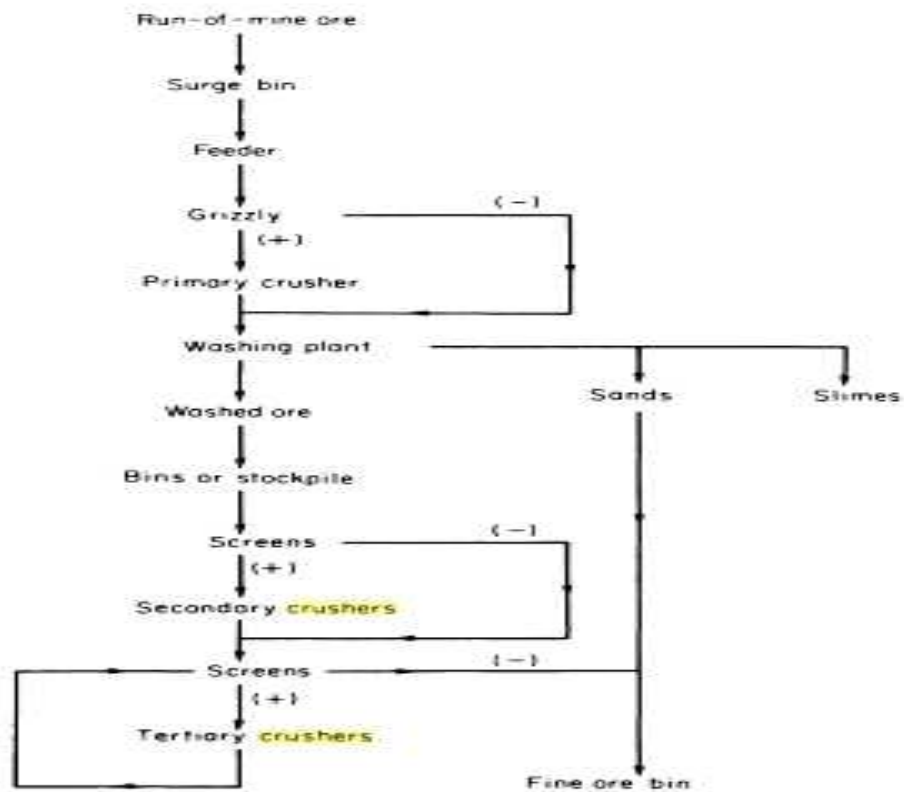 Run-of-mine ore
Surge bin
Feeder
Grizzly
(-)
(+)
Primary crusher
Washing plant
Sands
Slimes
Washed ore
Bins or stockpile
Screens
(-)
(+)
Secondary crushers
Screens
(-)
(+)
Tertiary crushers
Fine ore bin